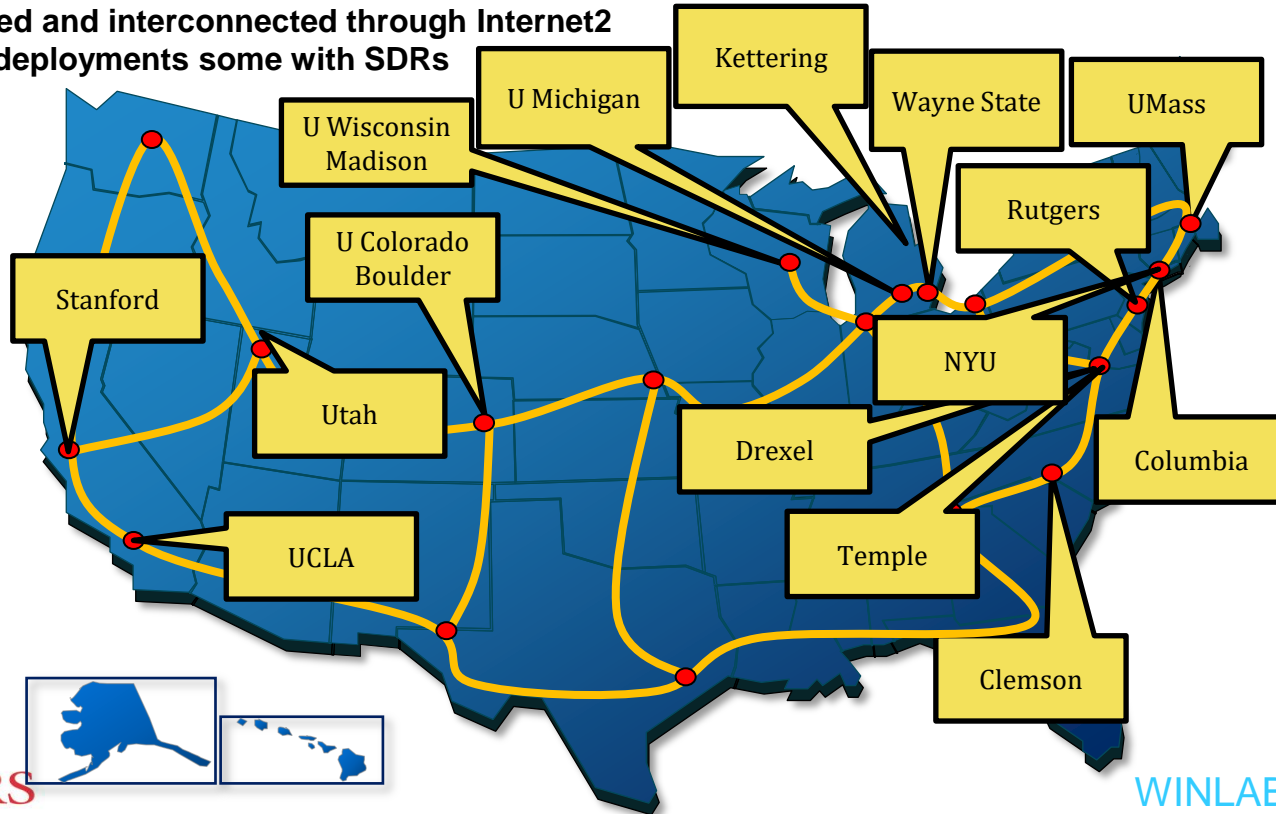 ed and interconnected through Internet2
deployments some with SDRs
Kettering
U Michigan
Wayne State
UMass
U Wisconsin
Madison
Rutgers
U Colorado
Boulder
Stanford
NYU
Utah
Drexel
Columbia
UCLA
Temple
Clemson
RS
WINLAB